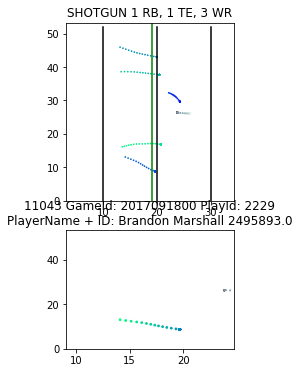 SHOTGUN 1 RB, 1 TE, 3 WR
50
40
30
20
10
0
10 20 30
11043 GameId: 2017091800 PlayId: 2229
PlayerName + ID: Brandon Marshall 2495893.0
40
20
0
10 15 20